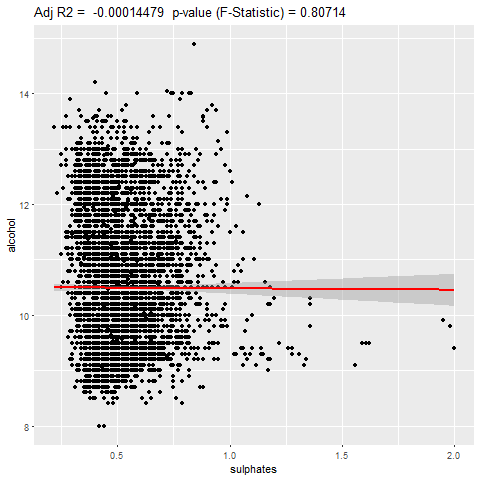 Adj R2 =  -0.00014479  p-value (F-Statistic) = 0.80714
14
12
alcohol
10
8
0.5 1.0 1.5 2.0
sulphates